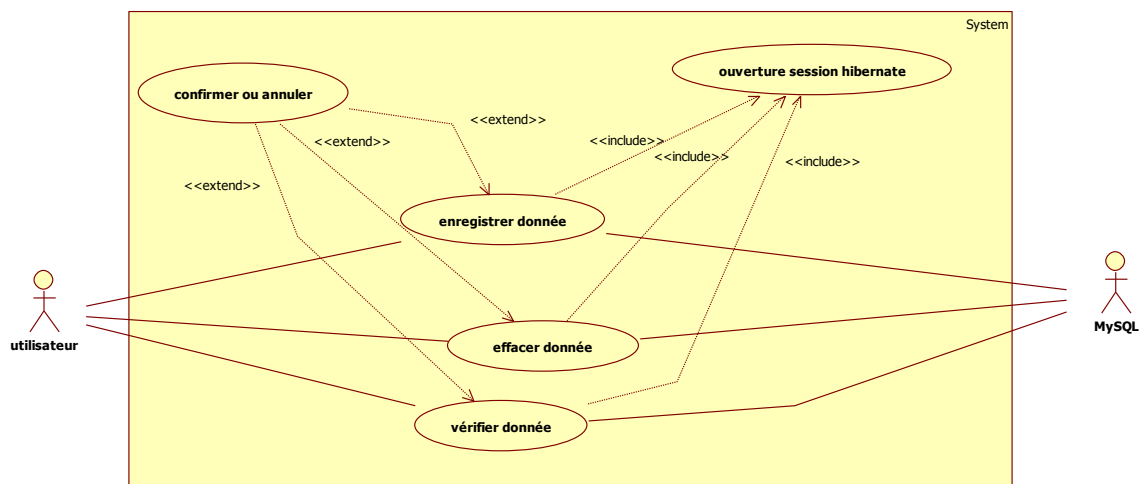 System
ouverture session hibernate
confirmer ou annuler
<<extend>>
<<extend>>
<<include>>
<<include>>
<<include>>
<<extend>>
enregistrer donnée
utilisateur
MySQL
effacer donnée
vérifier donnée